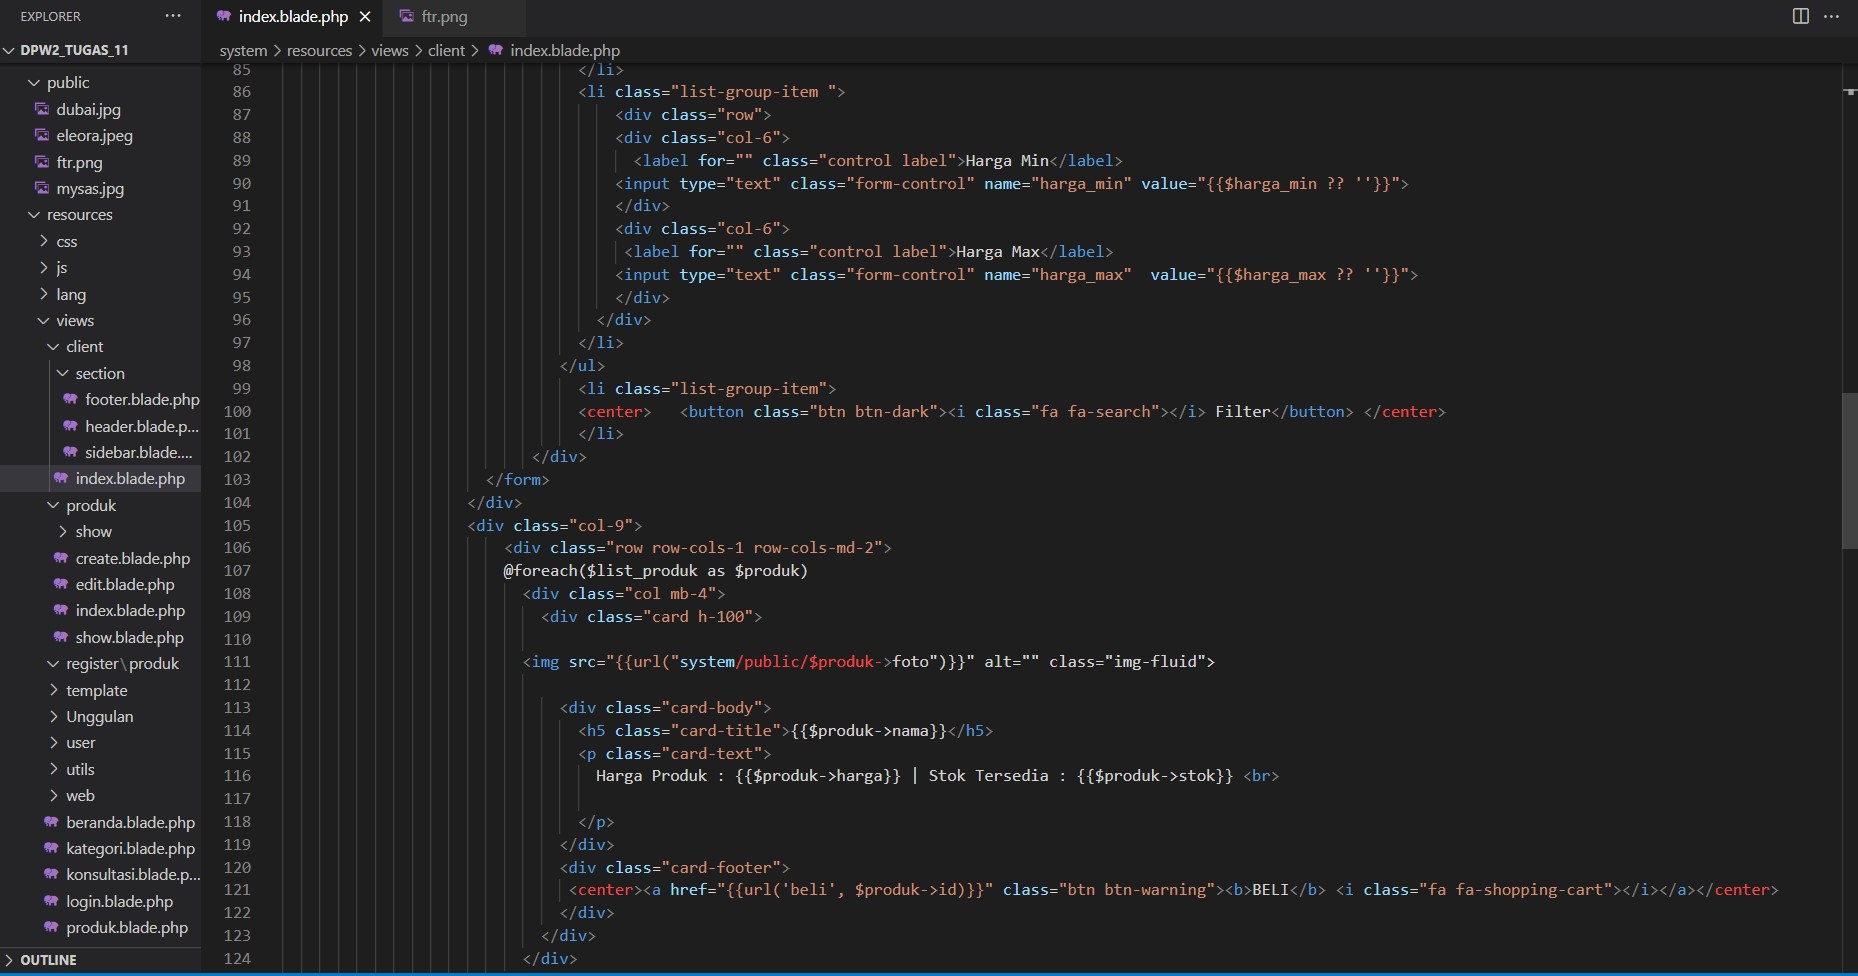 EXPLORER
···
index.blade.php ×
ftr.png
···
DPW2_TUGAS_11
system > resources > views > client > index.blade.php
public
dubai.jpg
eleora.jpeg
ftr.png
mysas.jpg
resources
css
js
lang
views
client
section
footer.blade.php
header.blade.p...
sidebar.blade....
index.blade.php
produk
show
create.blade.php
edit.blade.php
index.blade.php
show.blade.php
register\produk
template
Unggulan
user
utils
web
beranda.blade.php
kategori.blade.php
konsultasi.blade.p...
login.blade.php
produk.blade.php
OUTLINE
85 </li>
86 <li class="list-group-item ">
87 <div class="row">
88 <div class="col-6">
89 <label for="" class="control label">Harga Min</label>
90 <input type="text" class="form-control" name="harga_min" value="{{$harga_min ?? ''}}">
91 </div>
92 <div class="col-6">
93 <label for="" class="control label">Harga Max</label>
94 <input type="text" class="form-control" name="harga_max"  value="{{$harga_max ?? ''}}">
95 </div>
96 </div>
97 </li>
98 </ul>
99 <li class="list-group-item">
100 <center>   <button class="btn btn-dark"><i class="fa fa-search"></i> Filter</button> </center>
101 </li>
102 </div>
103 </form>
104 </div>
105 <div class="col-9">
106 <div class="row row-cols-1 row-cols-md-2">
107 @foreach($list_produk as $produk)
108 <div class="col mb-4">
109 <div class="card h-100">
110
111 <img src="{{url("system/public/$produk->foto")}}" alt="" class="img-fluid">
112
113 <div class="card-body">
114 <h5 class="card-title">{{$produk->nama}}</h5>
115 <p class="card-text">
116 Harga Produk : {{$produk->harga}} | Stok Tersedia : {{$produk->stok}} <br>
117
118 </p>
119 </div>
120 <div class="card-footer">
121 <center><a href="{{url('beli', $produk->id)}}" class="btn btn-warning"><b>BELI</b> <i class="fa fa-shopping-cart"></i></a></center>
122 </div>
123 </div>
124 </div>